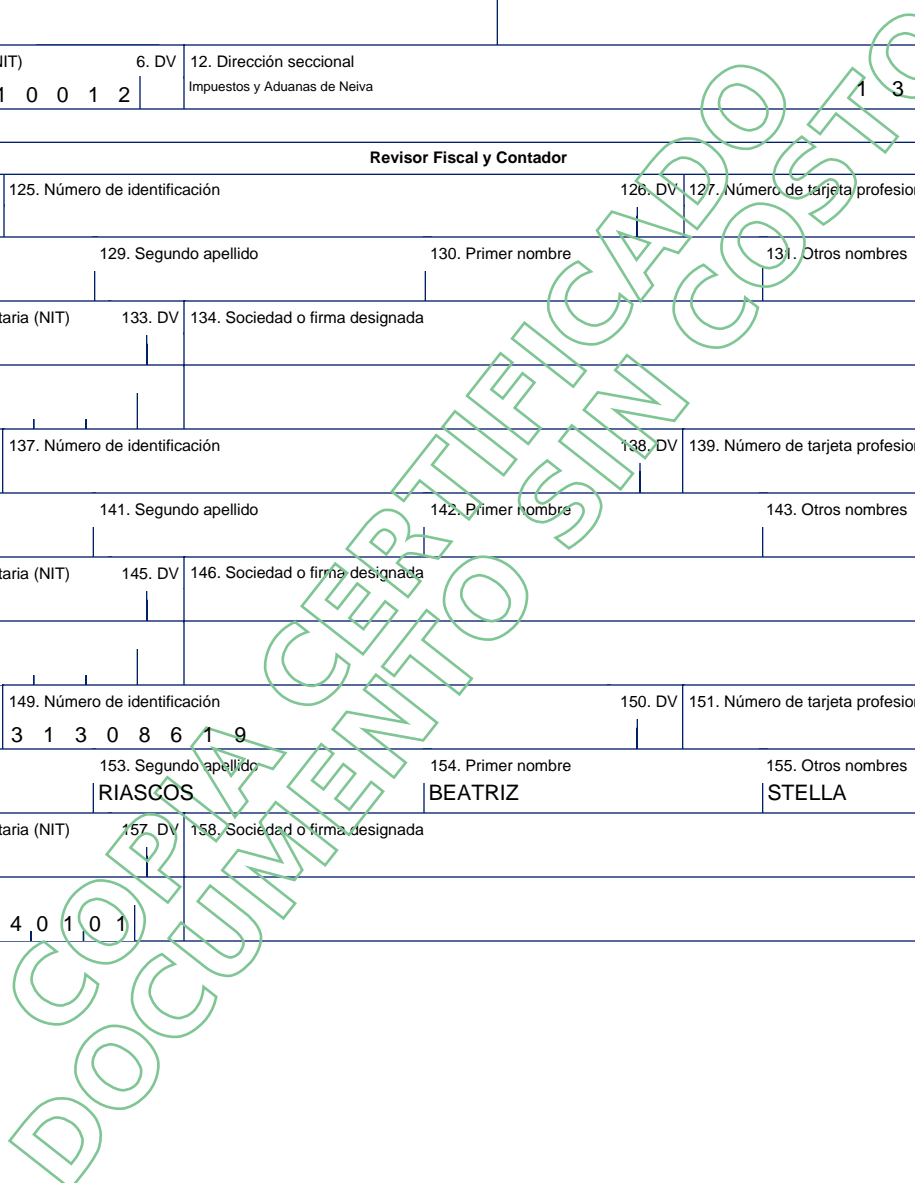 NIT) 6. DV 12. Dirección seccional
1 0 0 1 2 Impuestos y Aduanas de Neiva 1 3
Revisor Fiscal y Contador
125. Número de identificación 126. DV 127. Número de tarjeta profesion
129. Segundo apellido 130. Primer nombre 131. Otros nombres
taria (NIT) 133. DV 134. Sociedad o firma designada
137. Número de identificación 138. DV 139. Número de tarjeta profesion
141. Segundo apellido 142. Primer nombre 143. Otros nombres
taria (NIT) 145. DV 146. Sociedad o firma designada
149. Número de identificación 150. DV 151. Número de tarjeta profesion
3 1 3 0 8 6 1 9
153. Segundo apellido 154. Primer nombre 155. Otros nombres
RIASCOS BEATRIZ STELLA
taria (NIT) 157. DV 158. Sociedad o firma designada
4 0 1 0 1
COPIA CERTIFICADO
DOCUMENTO SIN COSTO